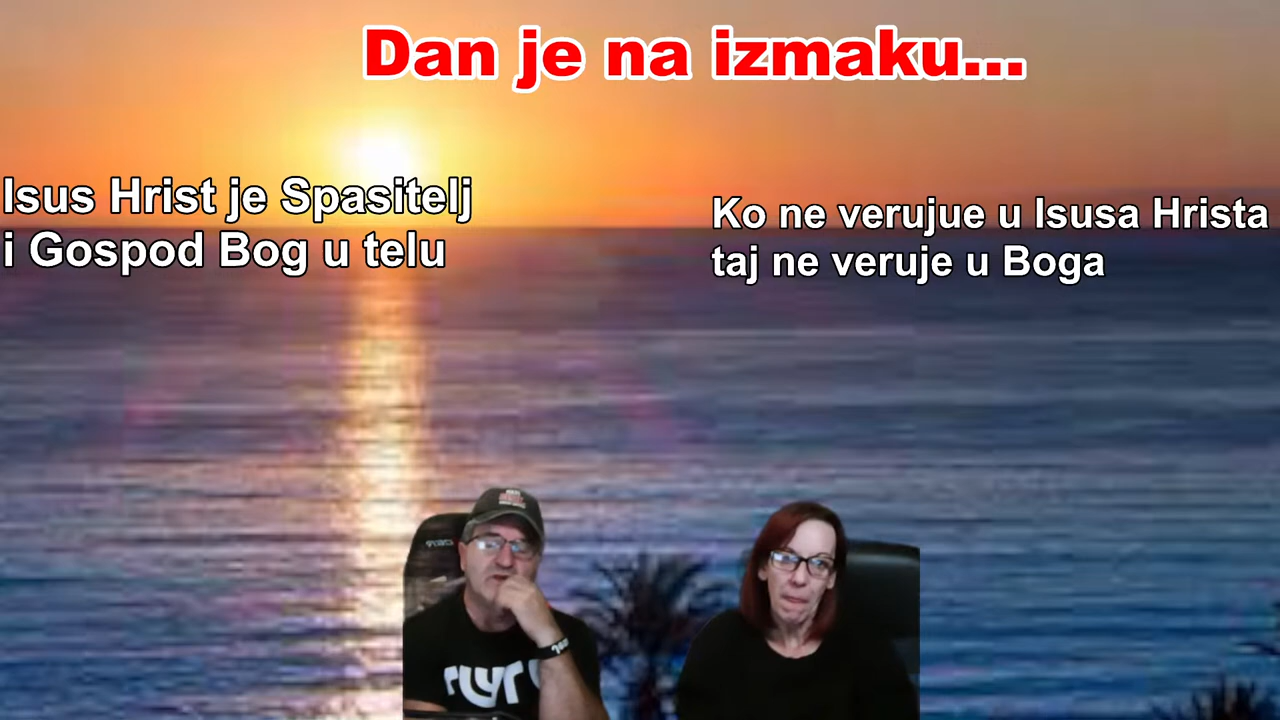 Dan je na izmaku...
Isus Hrist je Spasitelj
i Gospod Bog u telu
Ko ne verujue u Isusa Hrista
taj ne veruje u Boga